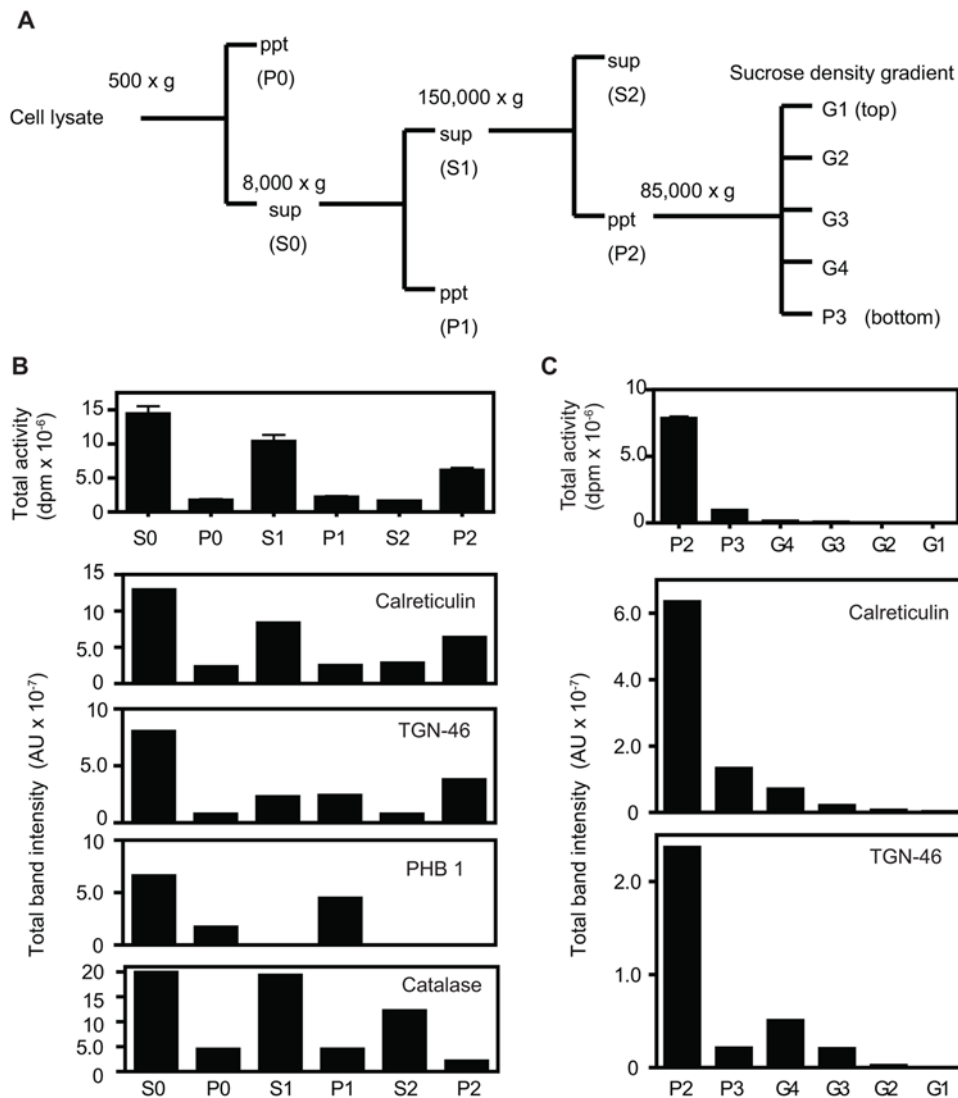 A
Cell lysate
500 x g
ppt
(P0)
8,000 x g
sup
(S0)
150,000 x g
sup
(S1)
ppt
(P1)
sup
(S2)
85,000 x g
ppt
(P2)
Sucrose density gradient
G1 (top)
G2
G3
G4
P3 (bottom)
B
Total activity
(dpm x 10⁻⁶)
15
10
5.0
0
S0 P0 S1 P1 S2 P2
Total band intensity (AU x 10⁻⁷)
Calreticulin
15
10
5.0
0
TGN-46
10
5.0
0
PHB 1
10
5.0
0
Catalase
20
15
10
5.0
0
S0 P0 S1 P1 S2 P2
C
Total activity
(dpm x 10⁻⁶)
10
5.0
0
P2 P3 G4 G3 G2 G1
Total band intensity (AU x 10⁻⁷)
Calreticulin
6.0
4.0
2.0
0
TGN-46
2.0
1.0
0
P2 P3 G4 G3 G2 G1